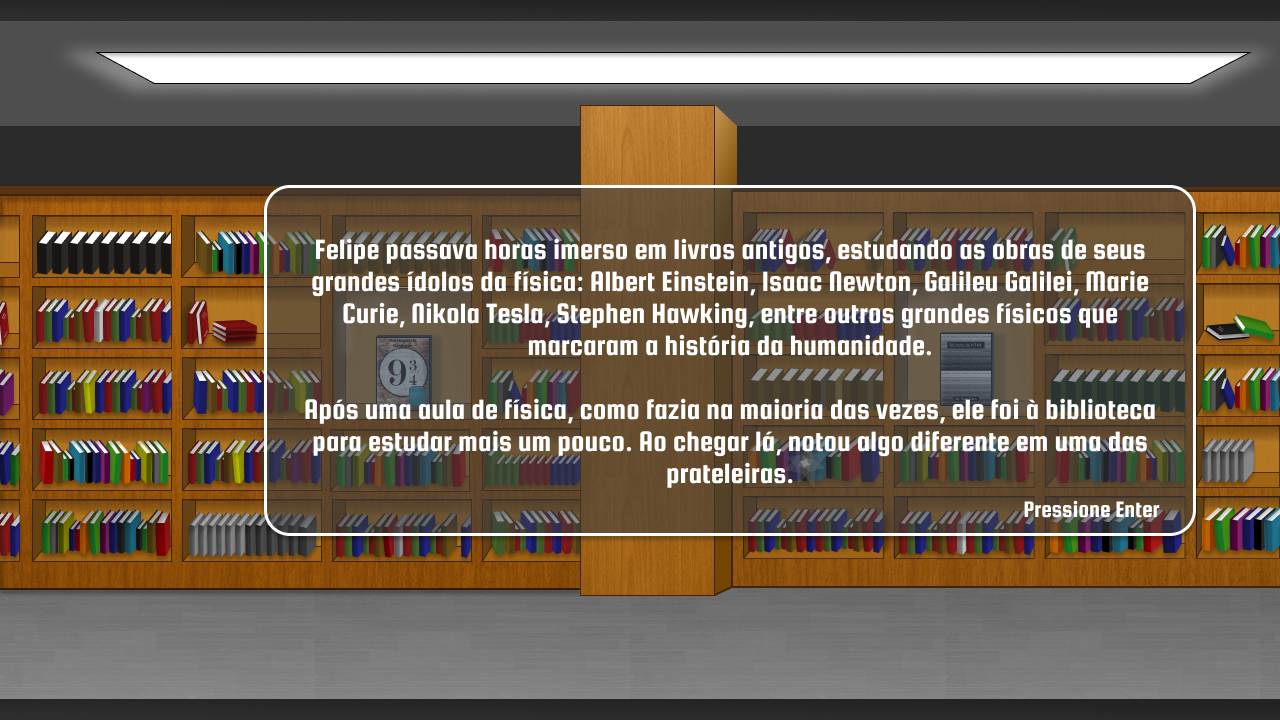 Felipe passava horas imerso em livros antigos, estudando as obras de seus
grandes ídolos da física: Albert Einstein, Isaac Newton, Galileu Galilei, Marie
Curie, Nikola Tesla, Stephen Hawking, entre outros grandes físicos que
marcaram a história da humanidade.
Após uma aula de física, como fazia na maioria das vezes, ele foi à biblioteca
para estudar mais um pouco. Ao chegar lá, notou algo diferente em uma das
prateleiras.
Pressione Enter
9 3/4